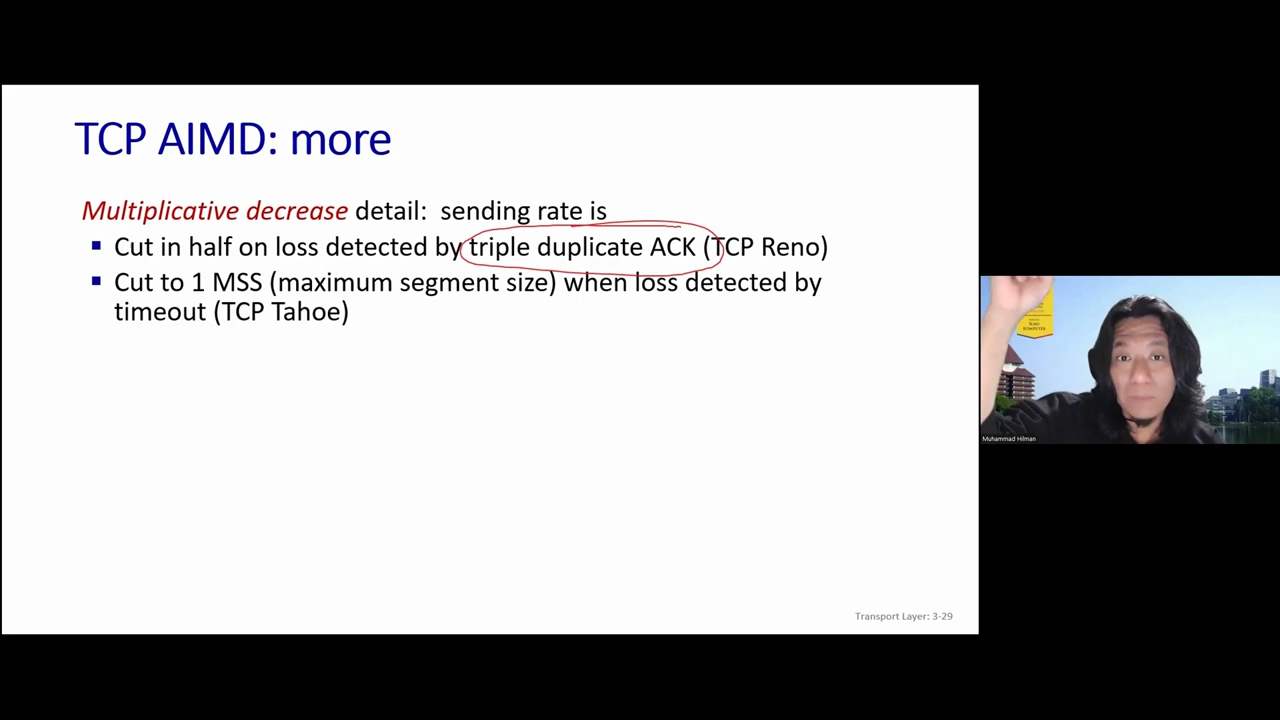 TCP AIMD: more
Multiplicative decrease detail: sending rate is
▪ Cut in half on loss detected by triple duplicate ACK (TCP Reno)
▪ Cut to 1 MSS (maximum segment size) when loss detected by
timeout (TCP Tahoe)
ILMU
KOMPUTER
Muhammad Hilman
Transport Layer: 3-29